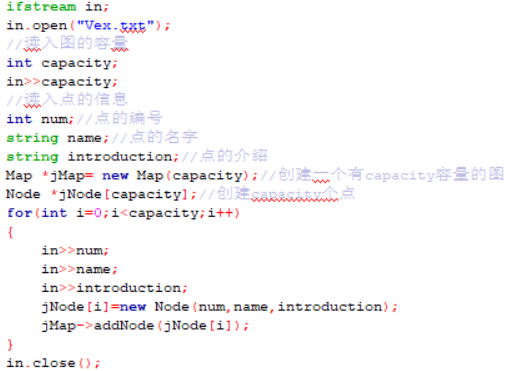 ifstream in;
in.open("Vex.txt");
//读入图的容量
int capacity;
in>>capacity;
//读入点的信息
int num;//点的编号
string name;//点的名字
string introduction;//点的介绍
Map *jMap= new Map(capacity);//创建一个有capacity容量的图
Node *jNode[capacity];//创建capacity个点
for(int i=0;i<capacity;i++)
{
    in>>num;
    in>>name;
    in>>introduction;
    jNode[i]=new Node(num,name,introduction);
    jMap->addNode(jNode[i]);
}
in.close();